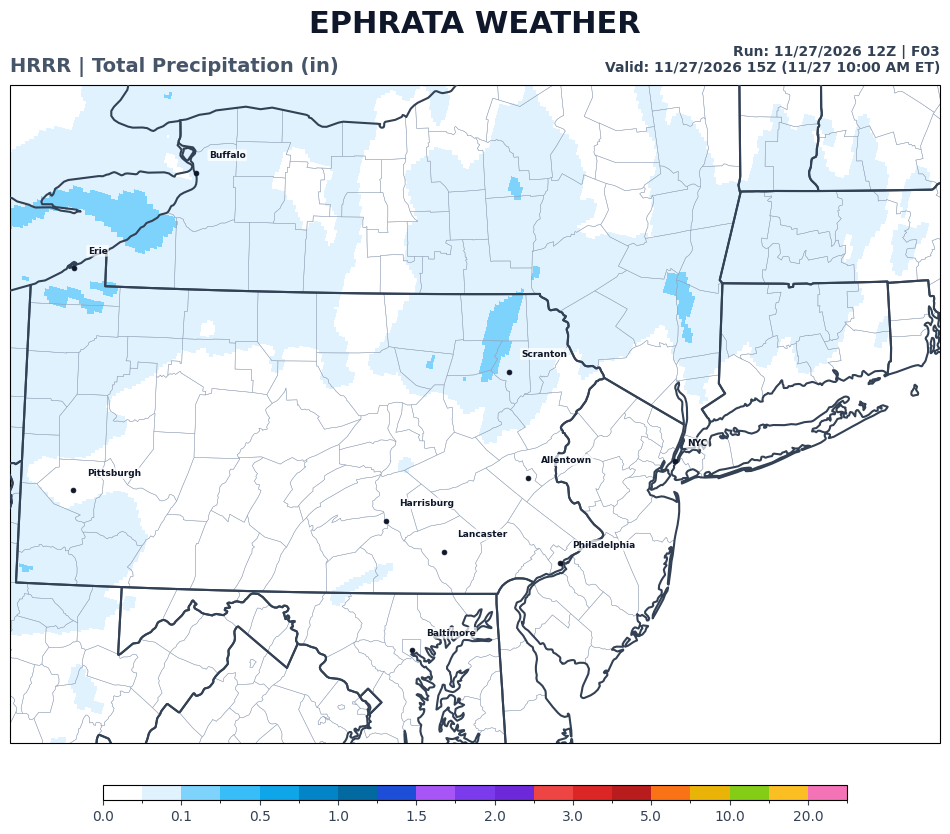 EPHRATA WEATHER
HRRR | Total Precipitation (in)
Run: 11/27/2026 12Z | F03
Valid: 11/27/2026 15Z (11/27 10:00 AM ET)
Buffalo
Erie
Scranton
NYC
Allentown
Pittsburgh
Harrisburg
Lancaster
Philadelphia
Baltimore
0.0 0.1 0.5 1.0 1.5 2.0 3.0 5.0 10.0 20.0